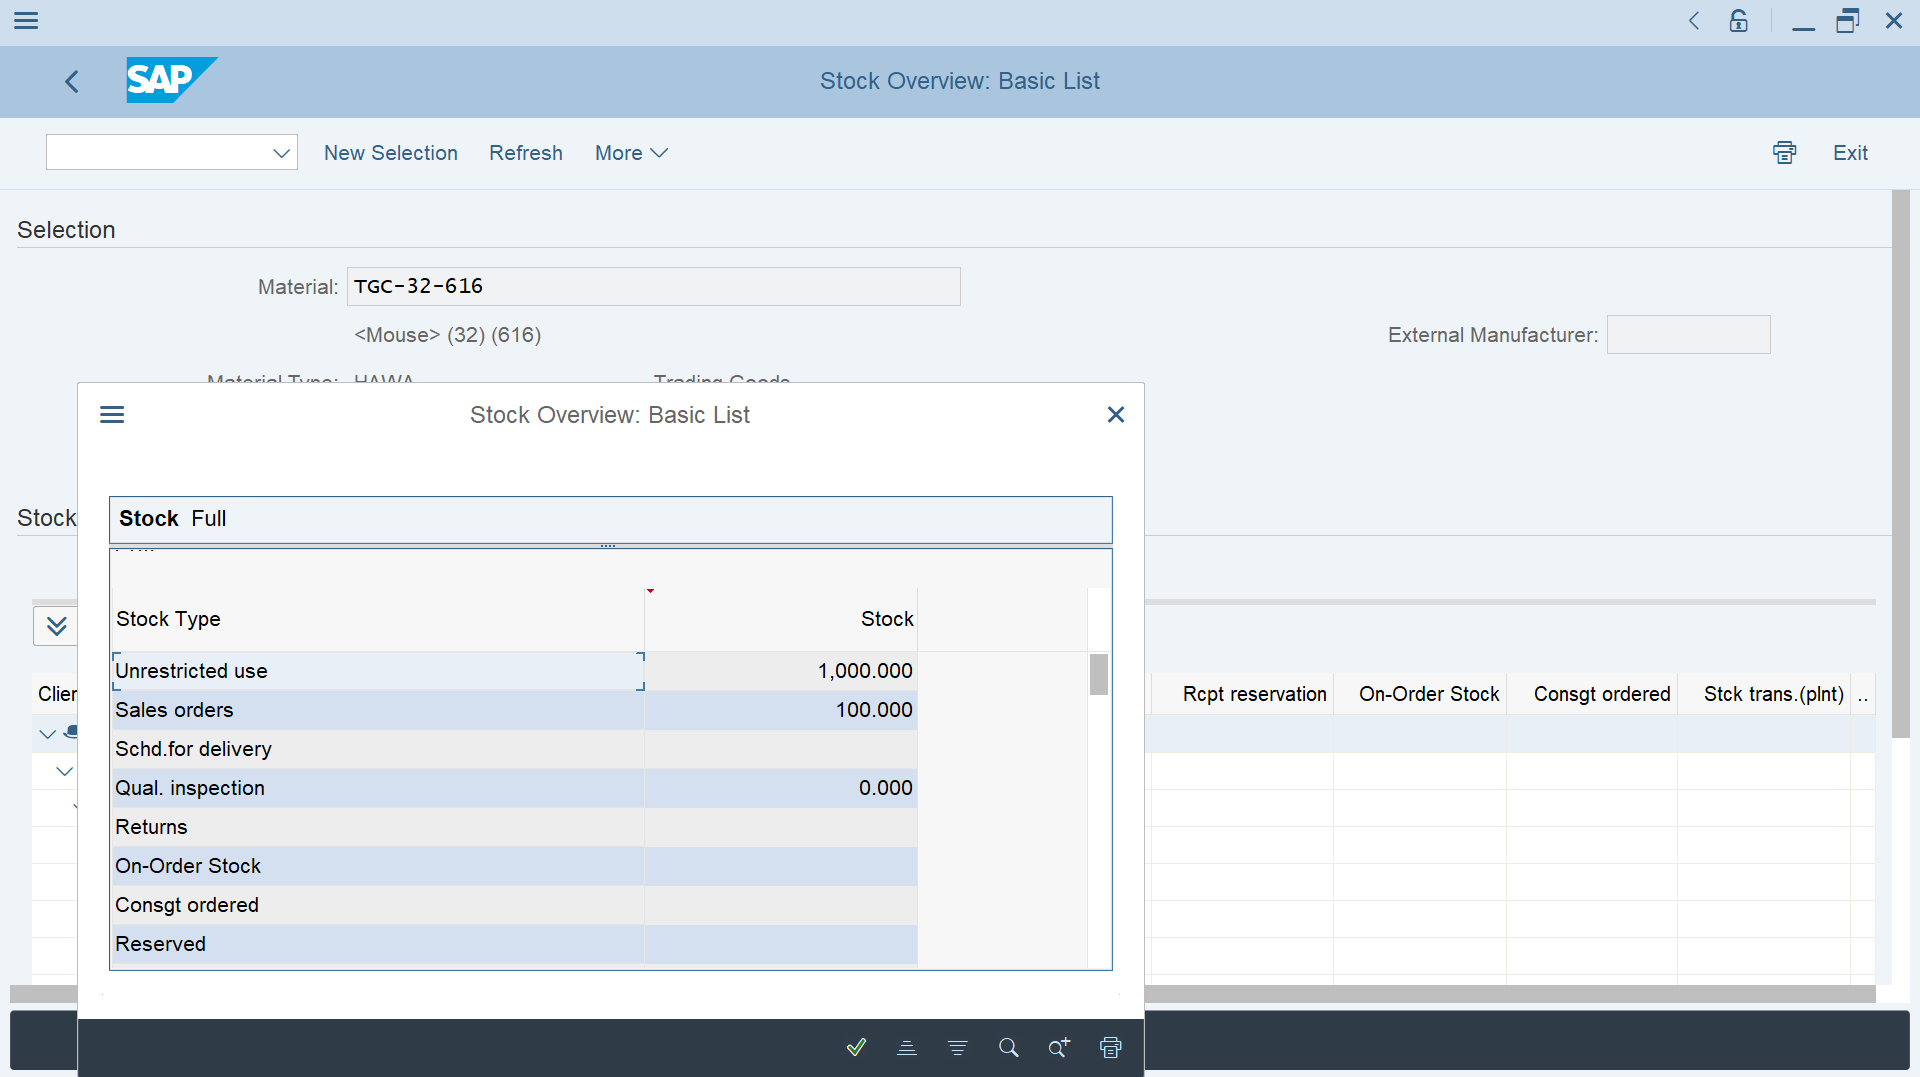 SAP
Stock Overview: Basic List
New Selection Refresh More
Exit
Selection
Material: TGC-32-616
<Mouse> (32) (616)
External Manufacturer:
Material Type: HAWA Trading Goods
Stock Overview: Basic List
Stock
Stock Full
Stock Type Stock
Unrestricted use 1,000.000
Sales orders 100.000
Schd.for delivery
Qual. inspection 0.000
Returns
On-Order Stock
Consgt ordered
Reserved
Clien
Rcpt reservation On-Order Stock Consgt ordered Stck trans.(plnt) ..